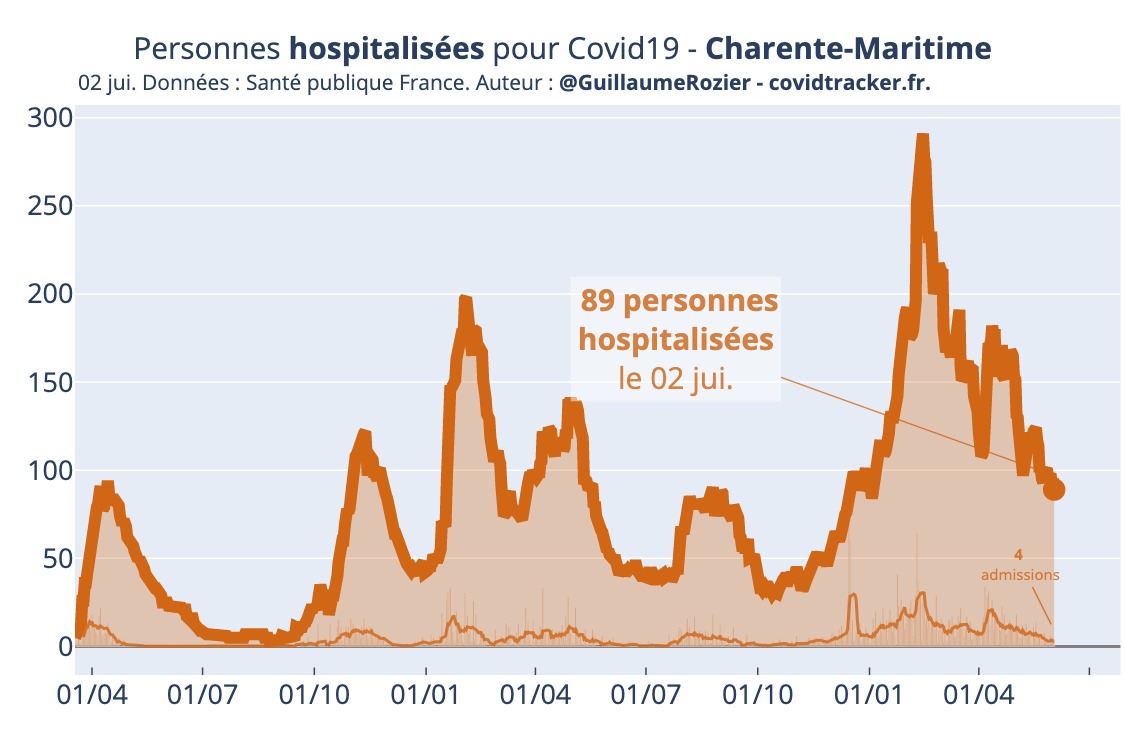 Personnes hospitalisées pour Covid19 - Charente-Maritime
02 jui. Données : Santé publique France. Auteur : @GuillaumeRozier - covidtracker.fr.
300
250
200
150
100
50
0
89 personnes
hospitalisées
le 02 jui.
4
admissions
01/04 01/07 01/10 01/01 01/04 01/07 01/10 01/01 01/04